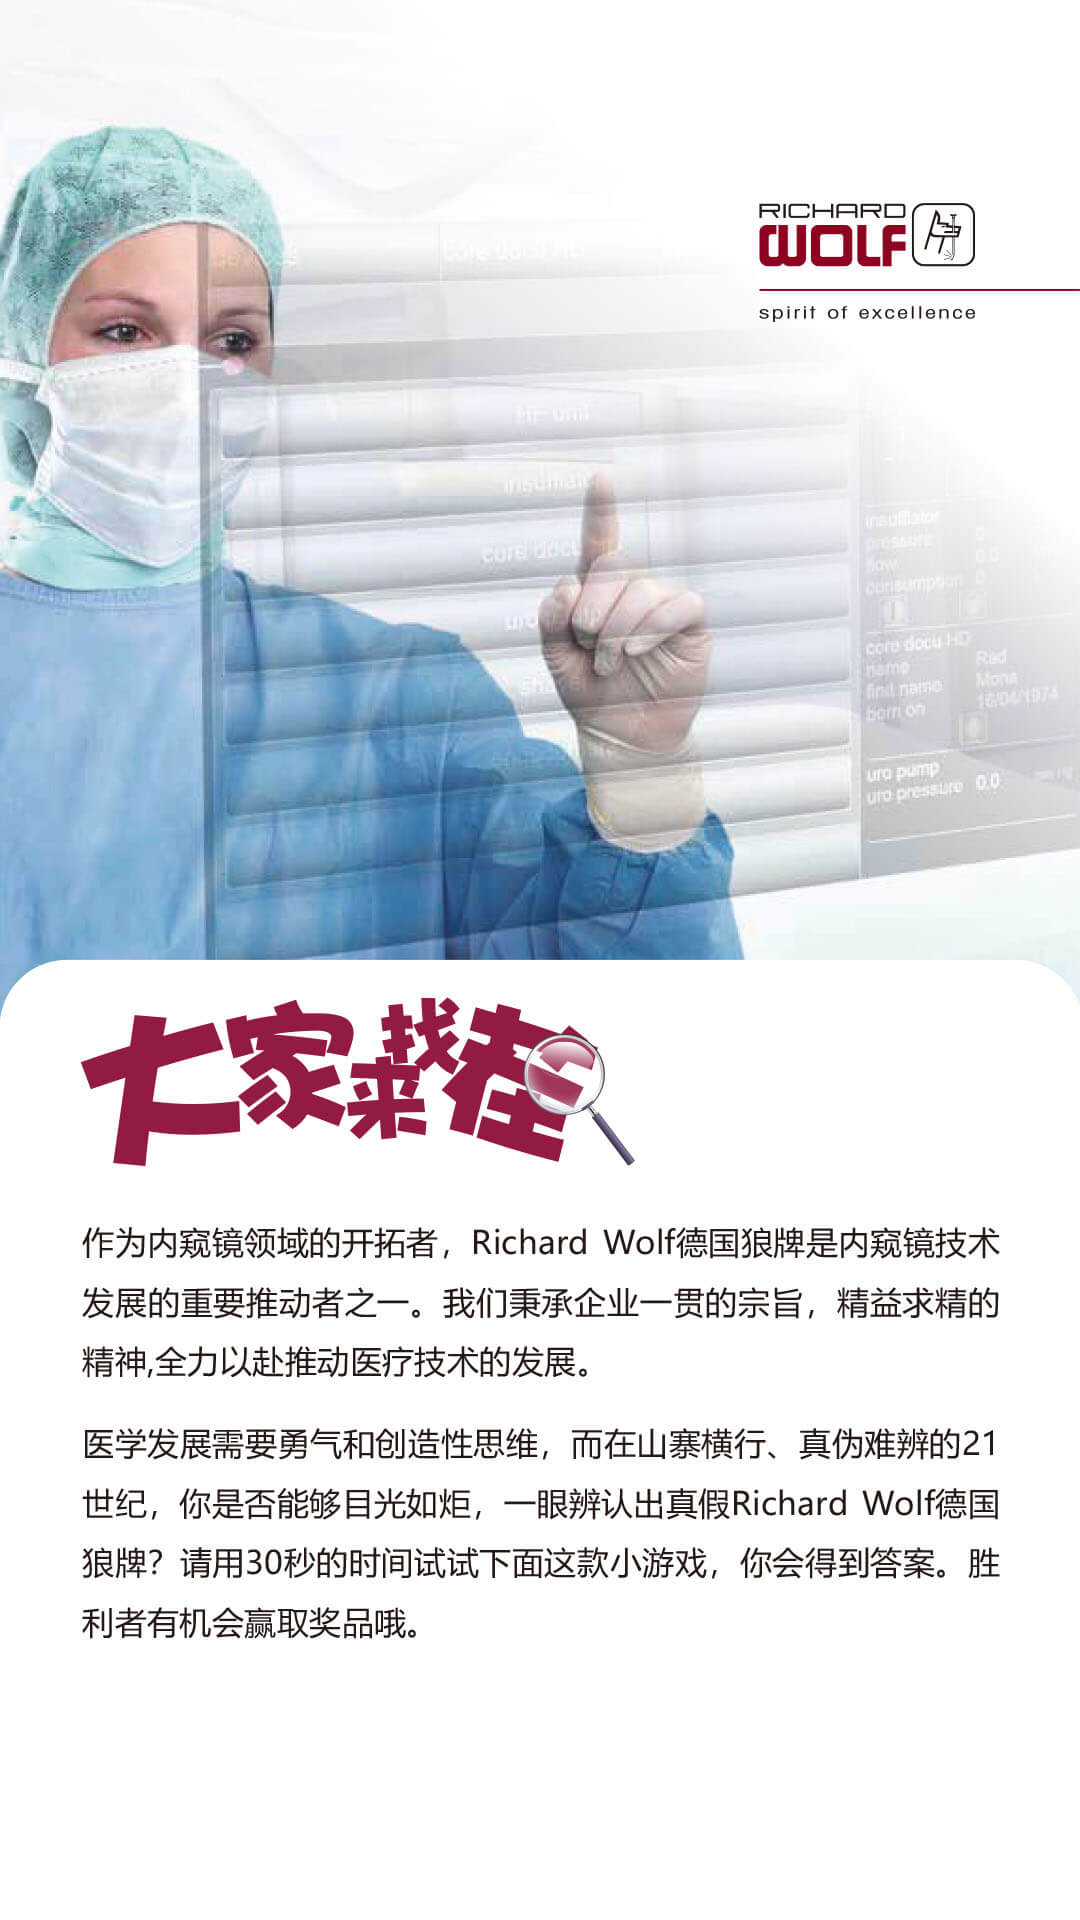 RICHARD
WOLF
spirit of excellence
core docu HD
HF unit
core docu
insufflator
pressure 0
flow 0.0
consumption 0
core docu HD
name Rad
first name Mona
born on 16/04/1974
uro pump
uro pressure 0.0 mm Hg
大家来找茬
作为内窥镜领域的开拓者，Richard Wolf德国狼牌是内窥镜技术
发展的重要推动者之一。我们秉承企业一贯的宗旨，精益求精的
精神,全力以赴推动医疗技术的发展。
医学发展需要勇气和创造性思维，而在山寨横行、真伪难辨的21
世纪，你是否能够目光如炬，一眼辨认出真假Richard Wolf德国
狼牌？请用30秒的时间试试下面这款小游戏，你会得到答案。胜
利者有机会赢取奖品哦。